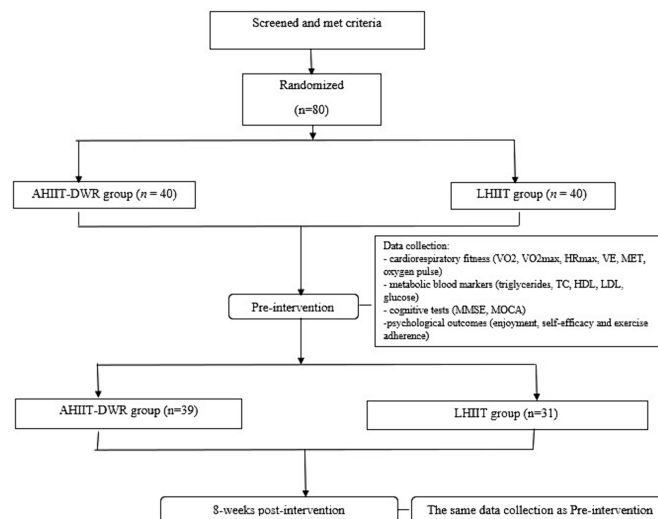 Screened and met criteria
Randomized
(n=80)
AHIIT-DWR group (n = 40)
LHIIT group (n = 40)
Data collection:
- cardiorespiratory fitness (VO2, VO2max, HRmax, VE, MET,
oxygen pulse)
- metabolic blood markers (triglycerides, TC, HDL, LDL,
glucose)
- cognitive tests (MMSE, MOCA)
-psychological outcomes (enjoyment, self-efficacy and exercise
adherence)
Pre-intervention
AHIIT-DWR group (n=39)
LHIIT group (n=31)
8-weeks post-intervention
The same data collection as Pre-intervention